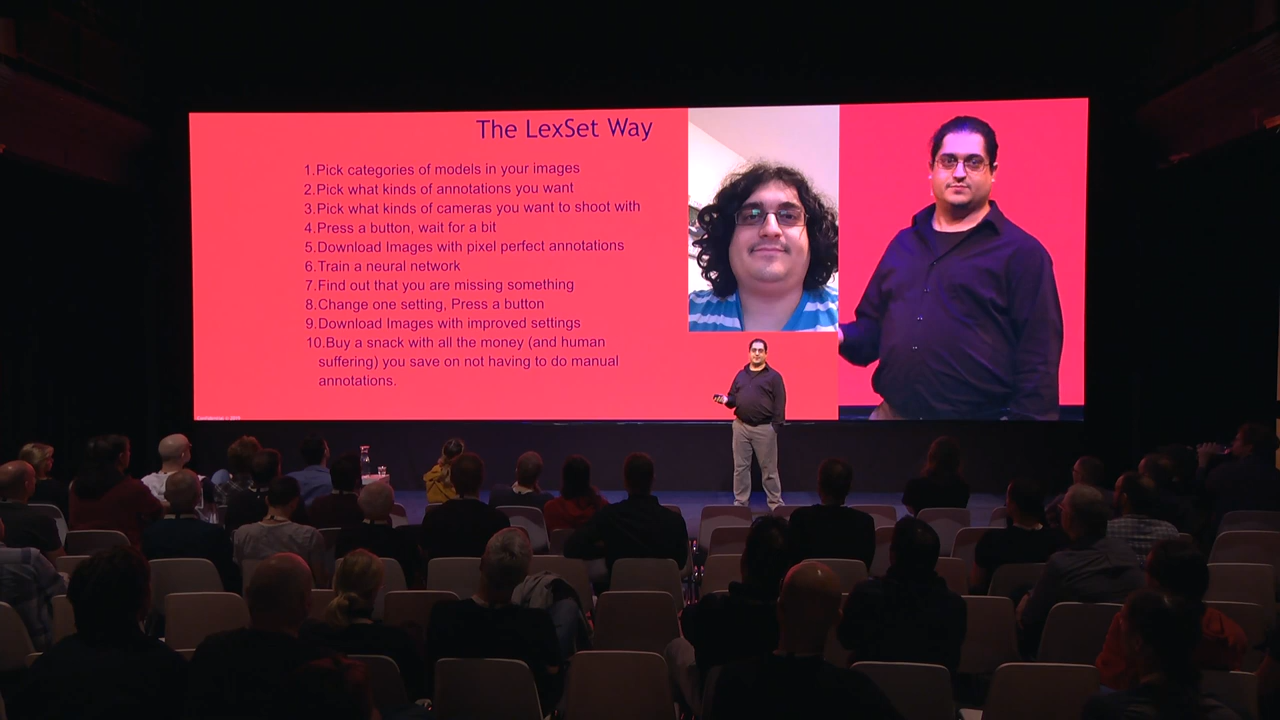 The LexSet Way
1.Pick categories of models in your images
2.Pick what kinds of annotations you want
3.Pick what kinds of cameras you want to shoot with
4.Press a button, wait for a bit
5.Download Images with pixel perfect annotations
6.Train a neural network
7.Find out that you are missing something
8.Change one setting, Press a button
9.Download Images with improved settings
10.Buy a snack with all the money (and human
suffering) you save on not having to do manual
annotations.